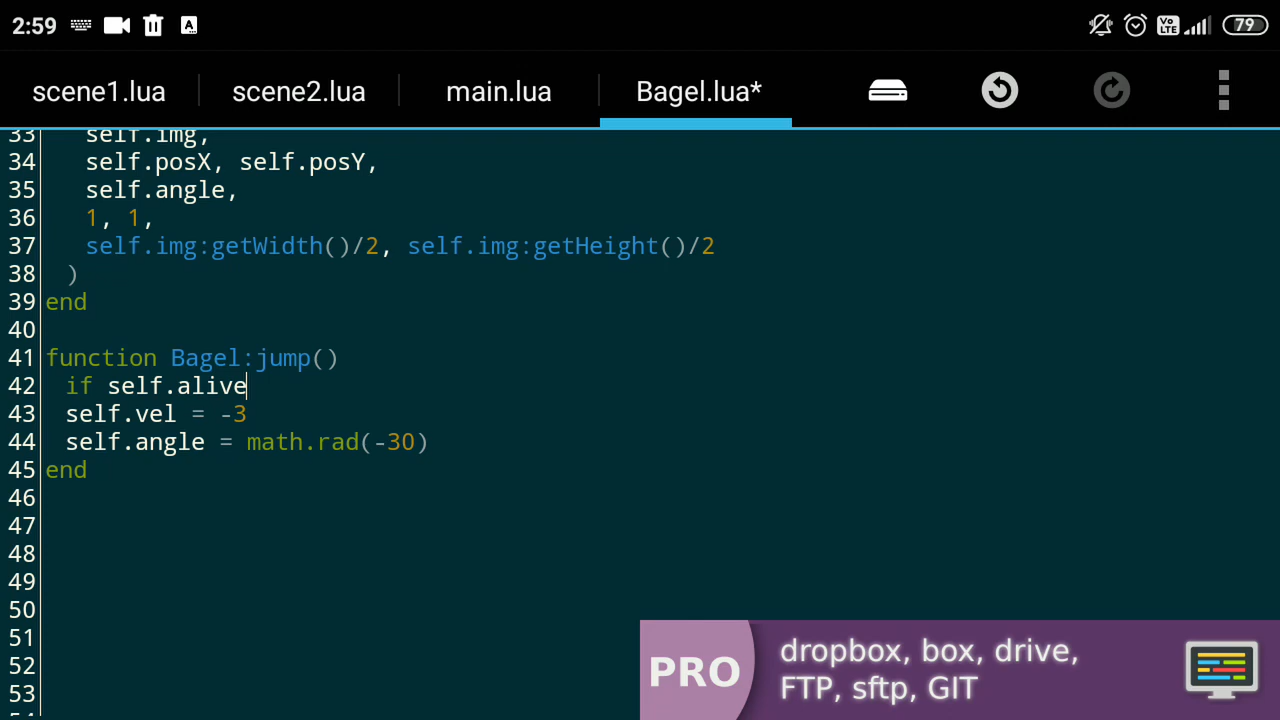 2:59 A Vo LTE 79
scene1.lua scene2.lua main.lua Bagel.lua*
33 self.img,
34 self.posX, self.posY,
35 self.angle,
36 1, 1,
37 self.img:getWidth()/2, self.img:getHeight()/2
38 )
39 end
40
41 function Bagel:jump()
42 if self.alive
43 self.vel = -3
44 self.angle = math.rad(-30)
45 end
46
47
48
49
50
51
52
53
PRO
dropbox, box, drive,
FTP, sftp, GIT